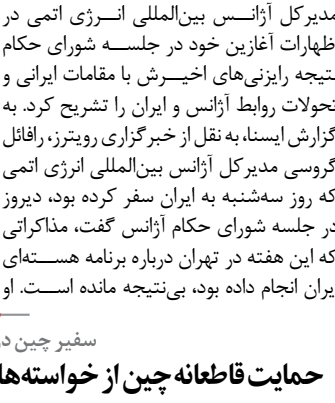 مدیرکل آژانس بین‌المللی انرژی اتمی در
ظهارات آغازین خود در جلسه شورای حکام
نتیجه رایزنی‌های اخیرش با مقامات ایرانی و
تحولات روابط آژانس و ایران را تشریح کرد. به
گزارش ایسنا، به نقل از خبرگزاری رویترز، رافائل
گروسی مدیرکل آژانس بین‌المللی انرژی اتمی
که روز سه‌شنبه به ایران سفر کرده بود، دیروز
در جلسه شورای حکام آژانس گفت، مذاکراتی
که این هفته در تهران درباره برنامه هسته‌ای
یران انجام داده بود، بی‌نتیجه مانده است. او
سفیر چین در
حمایت قاطعانه چین از خواسته‌ها